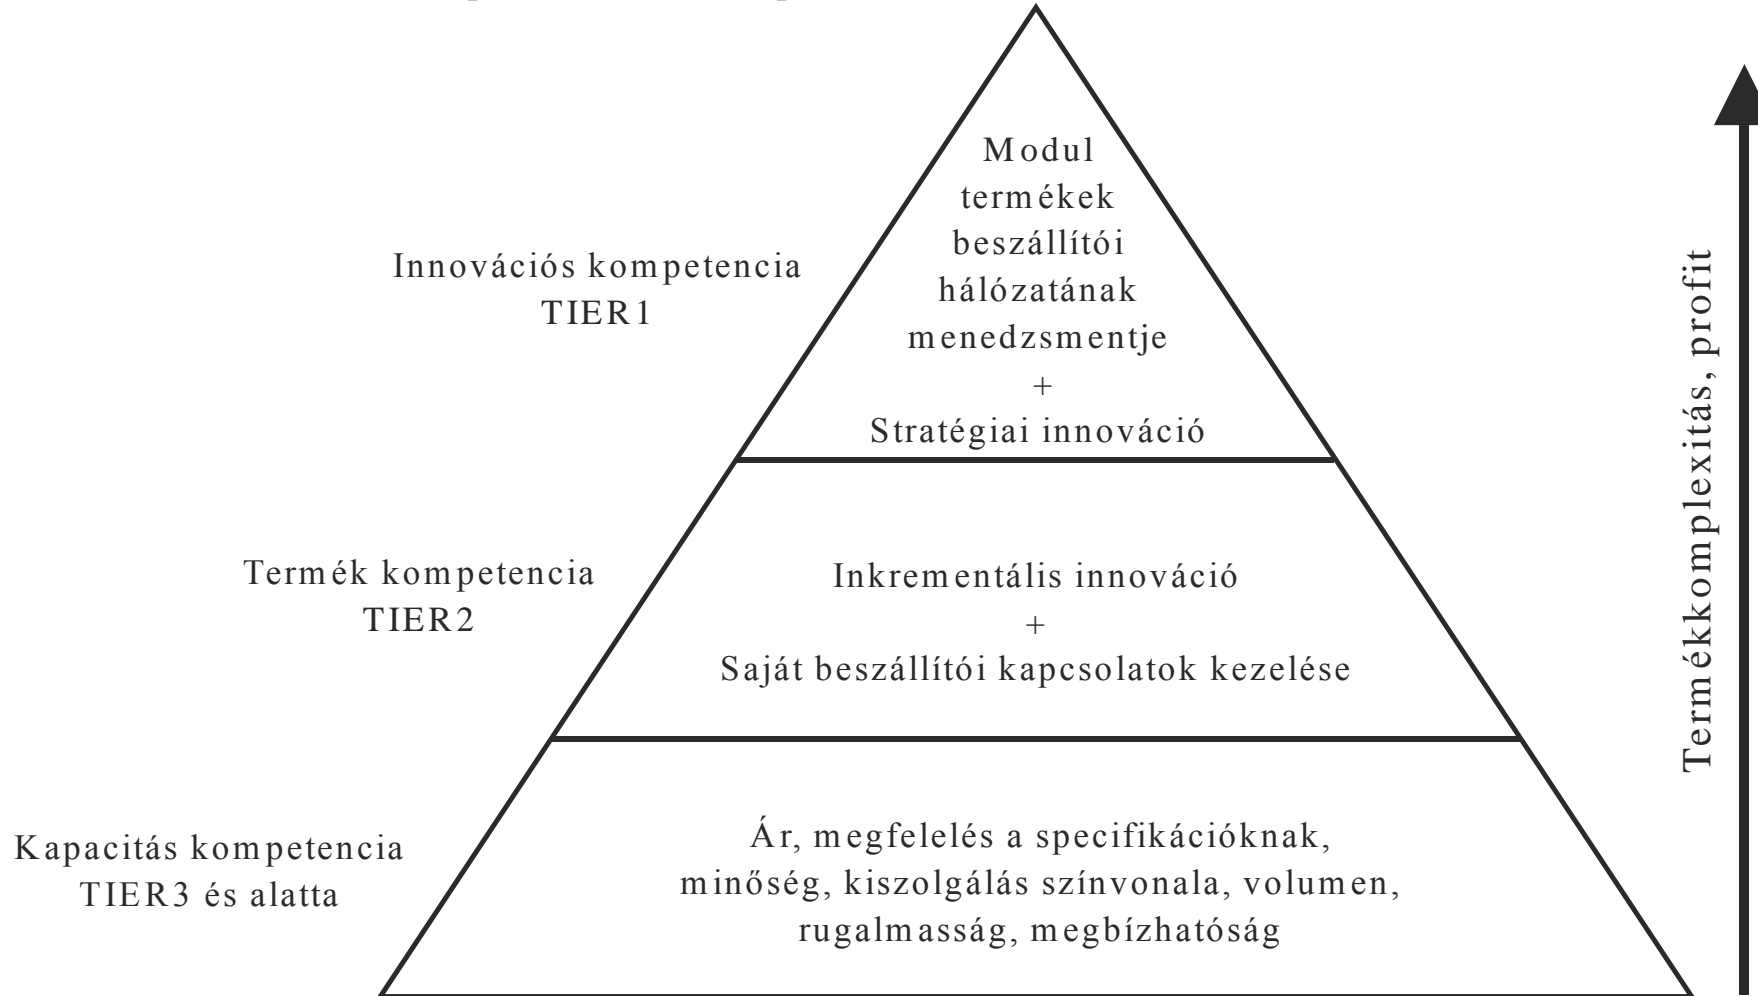 Modul
termékek
beszállítói
hálózatának
menedzsmentje
+
Stratégiai innováció
Innovációs kompetencia
TIER1
Inkrementális innováció
+
Saját beszállítói kapcsolatok kezelése
Termék kompetencia
TIER2
Ár, megfelelés a specifikációknak,
minőség, kiszolgálás színvonala, volumen,
rugalmasság, megbízhatóság
Kapacitás kompetencia
TIER3 és alatta
Termékkomplexitás, profit